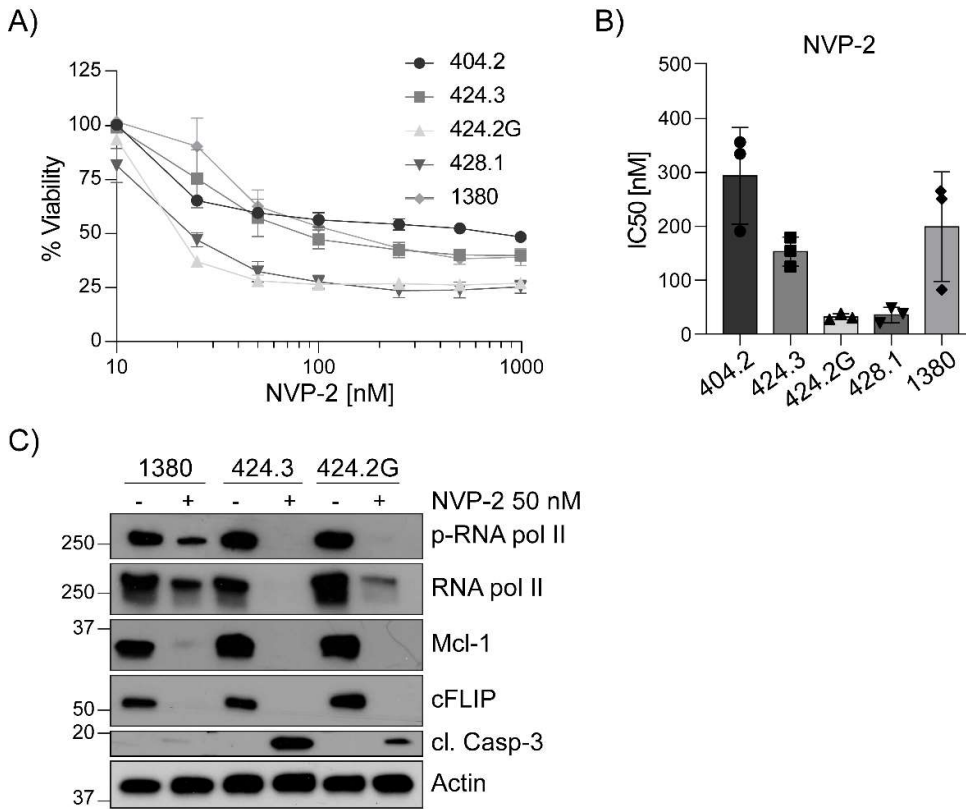 A)
% Viability
125
100
75
50
25
0
10
100
1000
NVP-2 [nM]
404.2
424.3
424.2G
428.1
1380
B)
NVP-2
IC50 [nM]
500
400
300
200
100
0
404.2
424.3
424.2G
428.1
1380
C)
1380 424.3 424.2G
- + - + - + NVP-2 50 nM
250 p-RNA pol II
250 RNA pol II
37 Mcl-1
50 cFLIP
20 cl. Casp-3
37 Actin